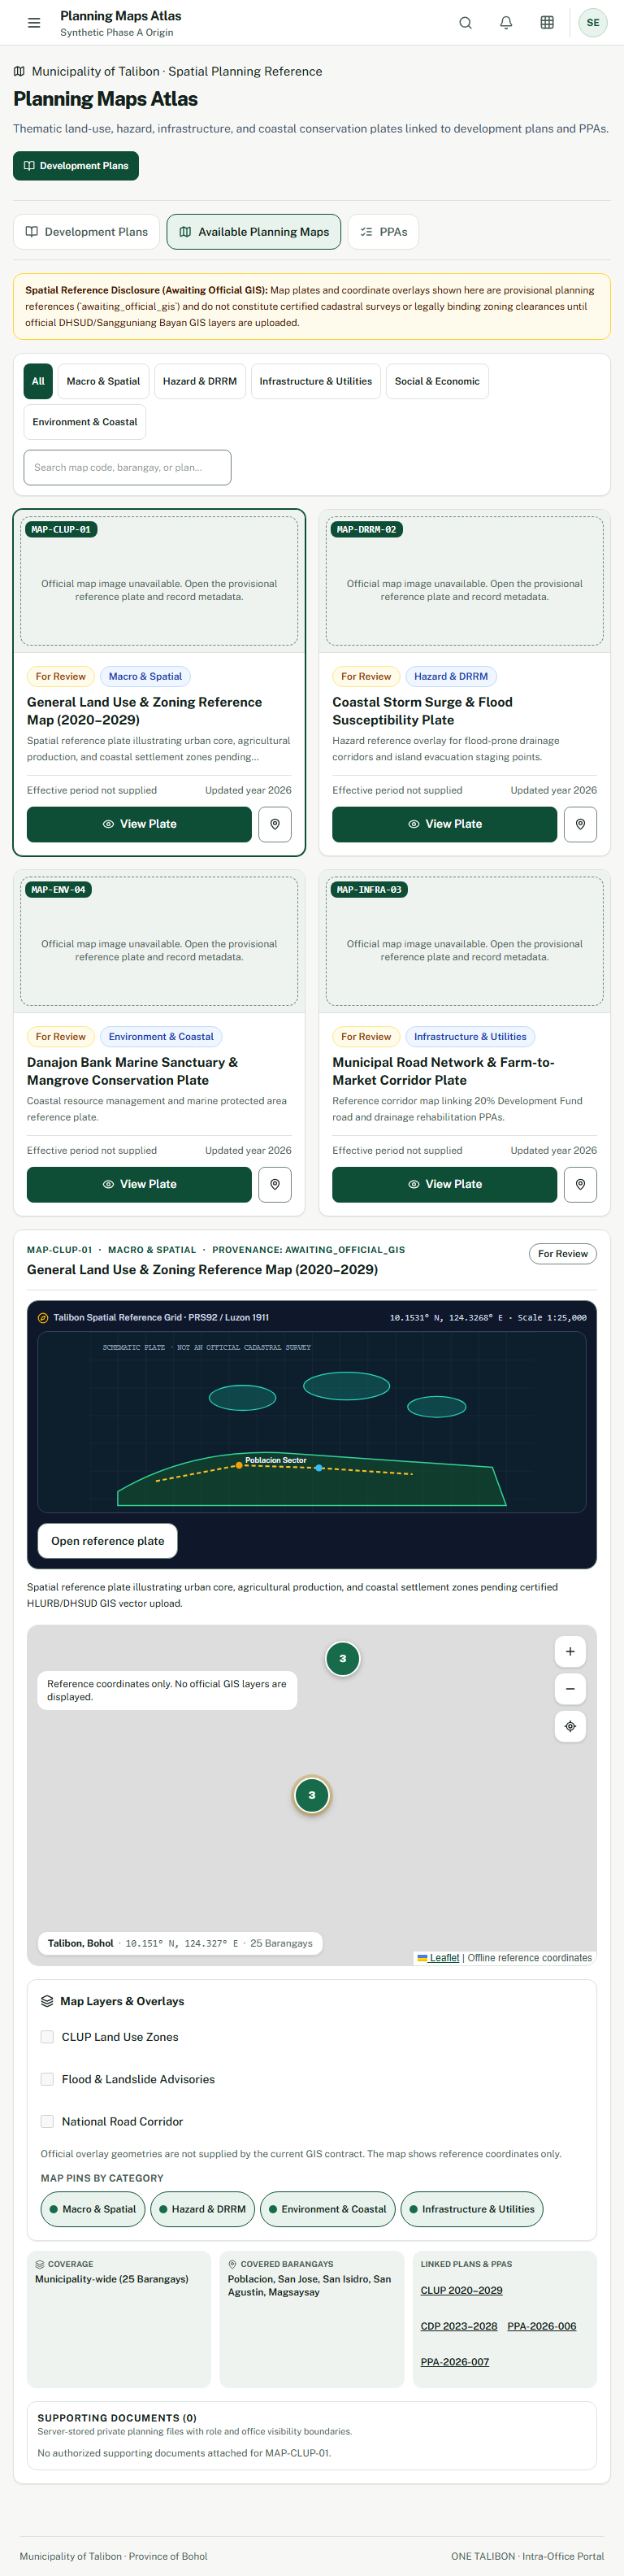 Planning Maps Atlas
Synthetic Phase A Origin
SE
Municipality of Talibon · Spatial Planning Reference
Planning Maps Atlas
Thematic land-use, hazard, infrastructure, and coastal conservation plates linked to development plans and PPAs.
Development Plans
Development Plans
Available Planning Maps
PPAs
Spatial Reference Disclosure (Awaiting Official GIS): Map plates and coordinate overlays shown here are provisional planning
references (`awaiting_official_gis`) and do not constitute certified cadastral surveys or legally binding zoning clearances until
official DHSUD/Sangguniang Bayan GIS layers are uploaded.
All
Macro & Spatial
Hazard & DRRM
Infrastructure & Utilities
Social & Economic
Environment & Coastal
Search map code, barangay, or plan...
MAP-CLUP-01
Official map image unavailable. Open the provisional
reference plate and record metadata.
For Review
Macro & Spatial
General Land Use & Zoning Reference
Map (2020–2029)
Spatial reference plate illustrating urban core, agricultural
production, and coastal settlement zones pending...
Effective period not supplied
Updated year 2026
View Plate
MAP-DRRM-02
Official map image unavailable. Open the provisional
reference plate and record metadata.
For Review
Hazard & DRRM
Coastal Storm Surge & Flood
Susceptibility Plate
Hazard reference overlay for flood-prone drainage
corridors and island evacuation staging points.
Effective period not supplied
Updated year 2026
View Plate
MAP-ENV-04
Official map image unavailable. Open the provisional
reference plate and record metadata.
For Review
Environment & Coastal
Danajon Bank Marine Sanctuary &
Mangrove Conservation Plate
Coastal resource management and marine protected area
reference plate.
Effective period not supplied
Updated year 2026
View Plate
MAP-INFRA-03
Official map image unavailable. Open the provisional
reference plate and record metadata.
For Review
Infrastructure & Utilities
Municipal Road Network & Farm-to-
Market Corridor Plate
Reference corridor map linking 20% Development Fund
road and drainage rehabilitation PPAs.
Effective period not supplied
Updated year 2026
View Plate
MAP-CLUP-01 · MACRO & SPATIAL · PROVENANCE: AWAITING_OFFICIAL_GIS
For Review
General Land Use & Zoning Reference Map (2020–2029)
Talibon Spatial Reference Grid · PRS92 / Luzon 1911
10.1531° N, 124.3268° E · Scale 1:25,000
SCHEMATIC PLATE · NOT AN OFFICIAL CADASTRAL SURVEY
Poblacion Sector
Open reference plate
Spatial reference plate illustrating urban core, agricultural production, and coastal settlement zones pending certified
HLURB/DHSUD GIS vector upload.
3
+
Reference coordinates only. No official GIS layers are
displayed.
−
3
Talibon, Bohol · 10.151° N, 124.327° E · 25 Barangays
Leaflet | Offline reference coordinates
Map Layers & Overlays
CLUP Land Use Zones
Flood & Landslide Advisories
National Road Corridor
Official overlay geometries are not supplied by the current GIS contract. The map shows reference coordinates only.
MAP PINS BY CATEGORY
Macro & Spatial
Hazard & DRRM
Environment & Coastal
Infrastructure & Utilities
COVERAGE
Municipality-wide (25 Barangays)
COVERED BARANGAYS
Poblacion, San Jose, San Isidro, San
Agustin, Magsaysay
LINKED PLANS & PPAS
CLUP 2020–2029
CDP 2023–2028
PPA-2026-006
PPA-2026-007
SUPPORTING DOCUMENTS (0)
Server-stored private planning files with role and office visibility boundaries.
No authorized supporting documents attached for MAP-CLUP-01.
Municipality of Talibon · Province of Bohol
ONE TALIBON · Intra-Office Portal